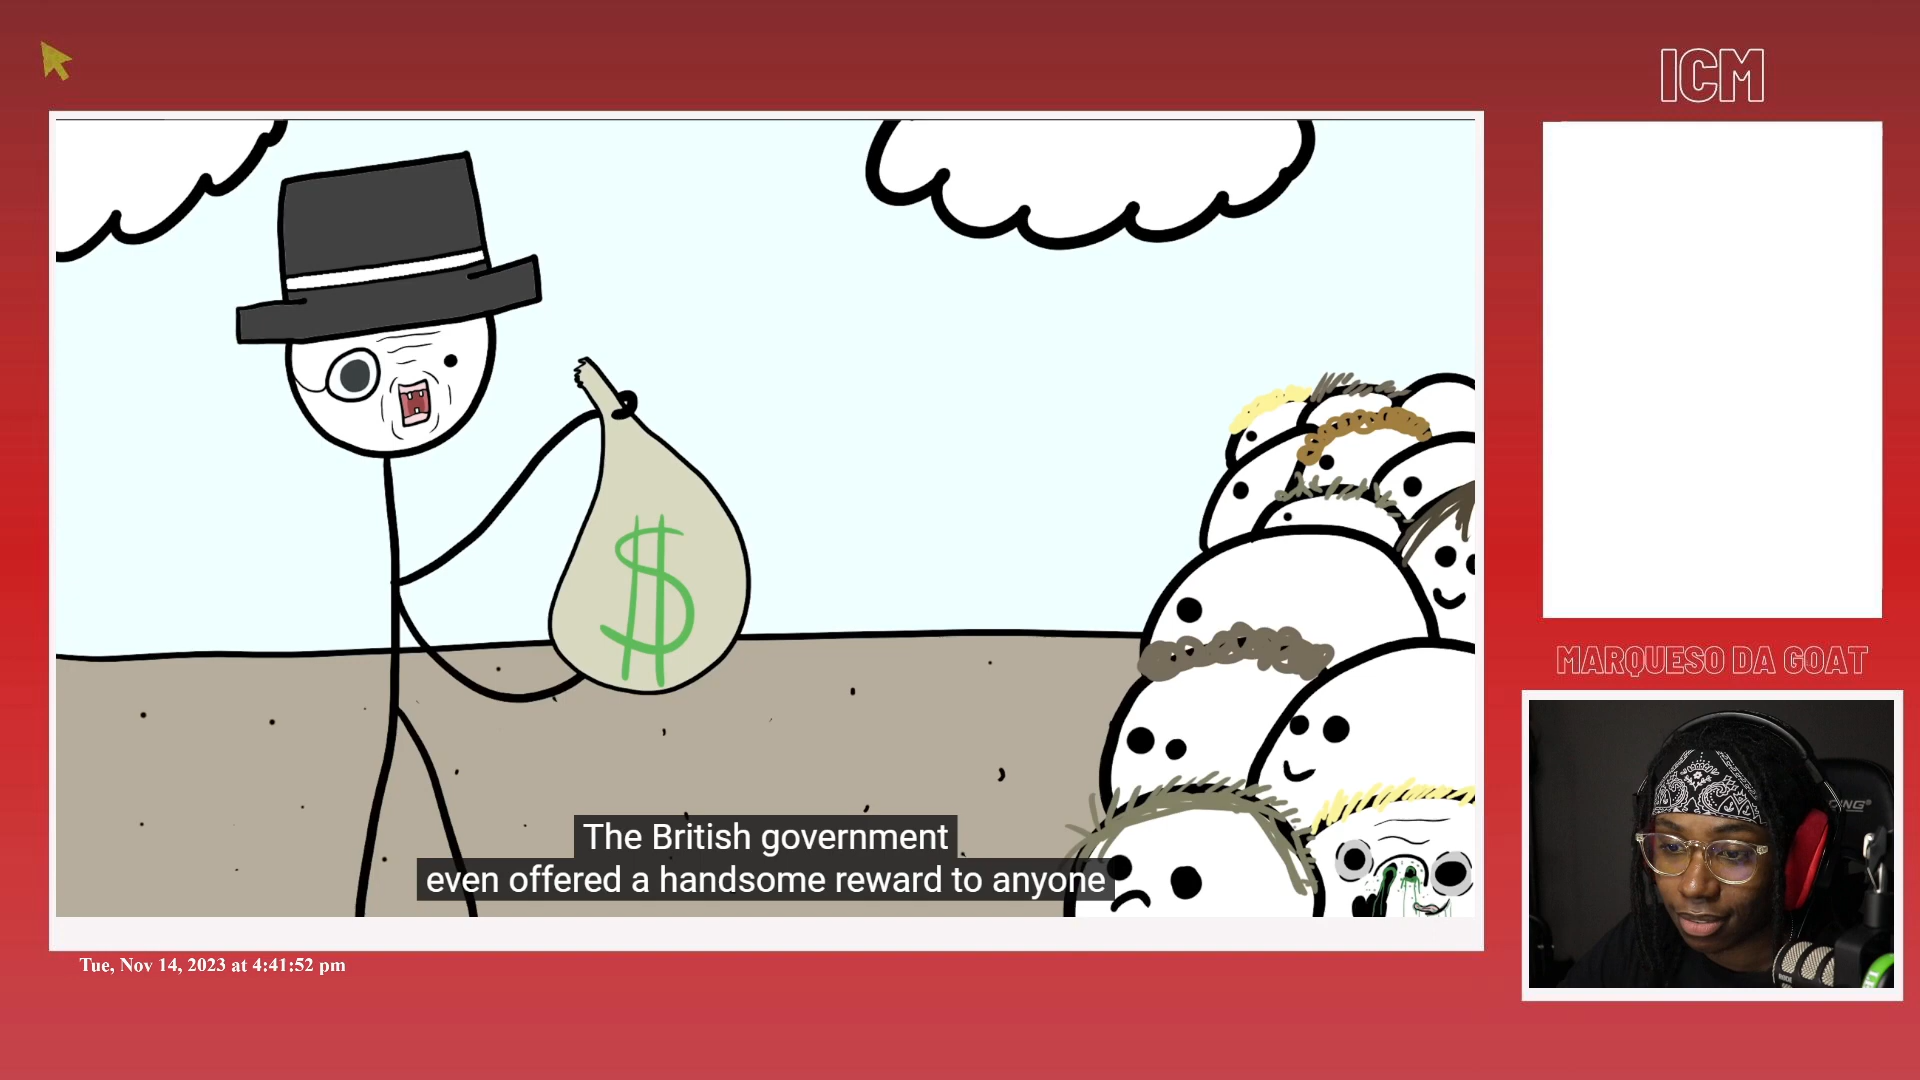 ICM
$
The British government
even offered a handsome reward to anyone
MARQUESO DA GOAT
Tue, Nov 14, 2023 at 4:41:52 pm